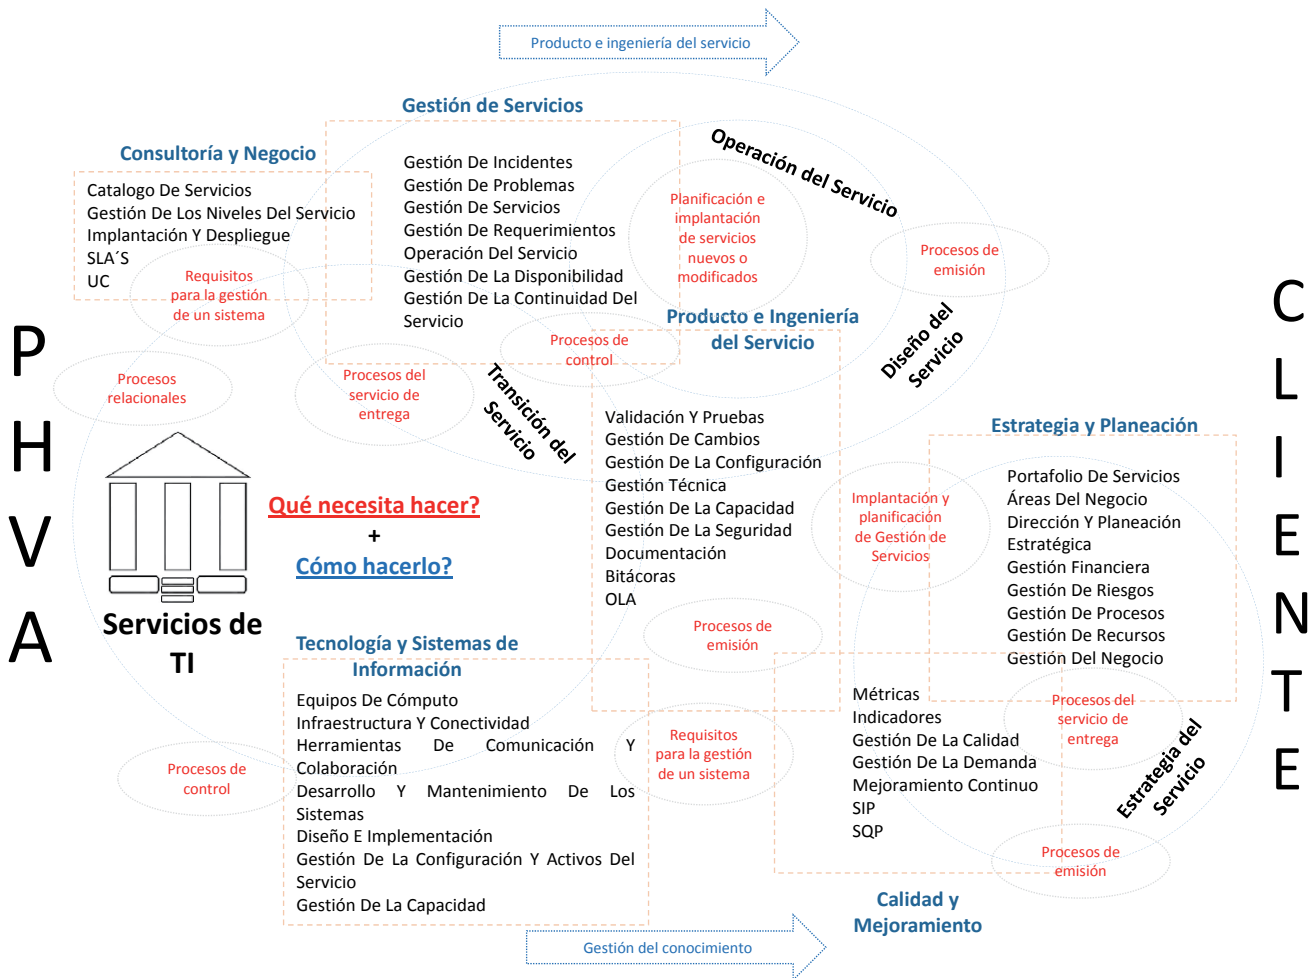 Producto e ingeniería del servicio
Gestión de Servicios
Consultoría y Negocio
Catalogo De Servicios
Gestión De Los Niveles Del Servicio
Implantación Y Despliegue
SLA´S
UC
Requisitos
para la gestión
de un sistema
Gestión De Incidentes
Gestión De Problemas
Gestión De Servicios
Gestión De Requerimientos
Operación Del Servicio
Gestión De La Disponibilidad
Gestión De La Continuidad Del
Servicio
Operación del Servicio
Planificación e
implantación
de servicios
nuevos o
modificados
Procesos de
emisión
Diseño del
Servicio
Procesos de
control
Procesos
relacionales
Procesos del
servicio de
entrega
Transición del
Servicio
P
H
V
A
Servicios de
TI
Qué necesita hacer?
+
Cómo hacerlo?
Producto e Ingeniería
del Servicio
Validación Y Pruebas
Gestión De Cambios
Gestión De La Configuración
Gestión Técnica
Gestión De La Capacidad
Gestión De La Seguridad
Documentación
Bitácoras
OLA
Procesos de
emisión
Estrategia y Planeación
Portafolio De Servicios
Áreas Del Negocio
Dirección Y Planeación
Estratégica
Gestión Financiera
Gestión De Riesgos
Gestión De Procesos
Gestión De Recursos
Gestión Del Negocio
Implantación y
planificación
de Gestión de
Servicios
C
L
I
E
N
T
E
Tecnología y Sistemas de
Información
Equipos De Cómputo
Infraestructura Y Conectividad
Herramientas De Comunicación Y
Colaboración
Desarrollo Y Mantenimiento De Los
Sistemas
Diseño E Implementación
Gestión De La Configuración Y Activos Del
Servicio
Gestión De La Capacidad
Procesos de
control
Requisitos
para la gestión
de un sistema
Métricas
Indicadores
Gestión De La Calidad
Gestión De La Demanda
Mejoramiento Continuo
SIP
SQP
Procesos del
servicio de
entrega
Estrategia del
Servicio
Procesos de
emisión
Calidad y
Mejoramiento
Gestión del conocimiento